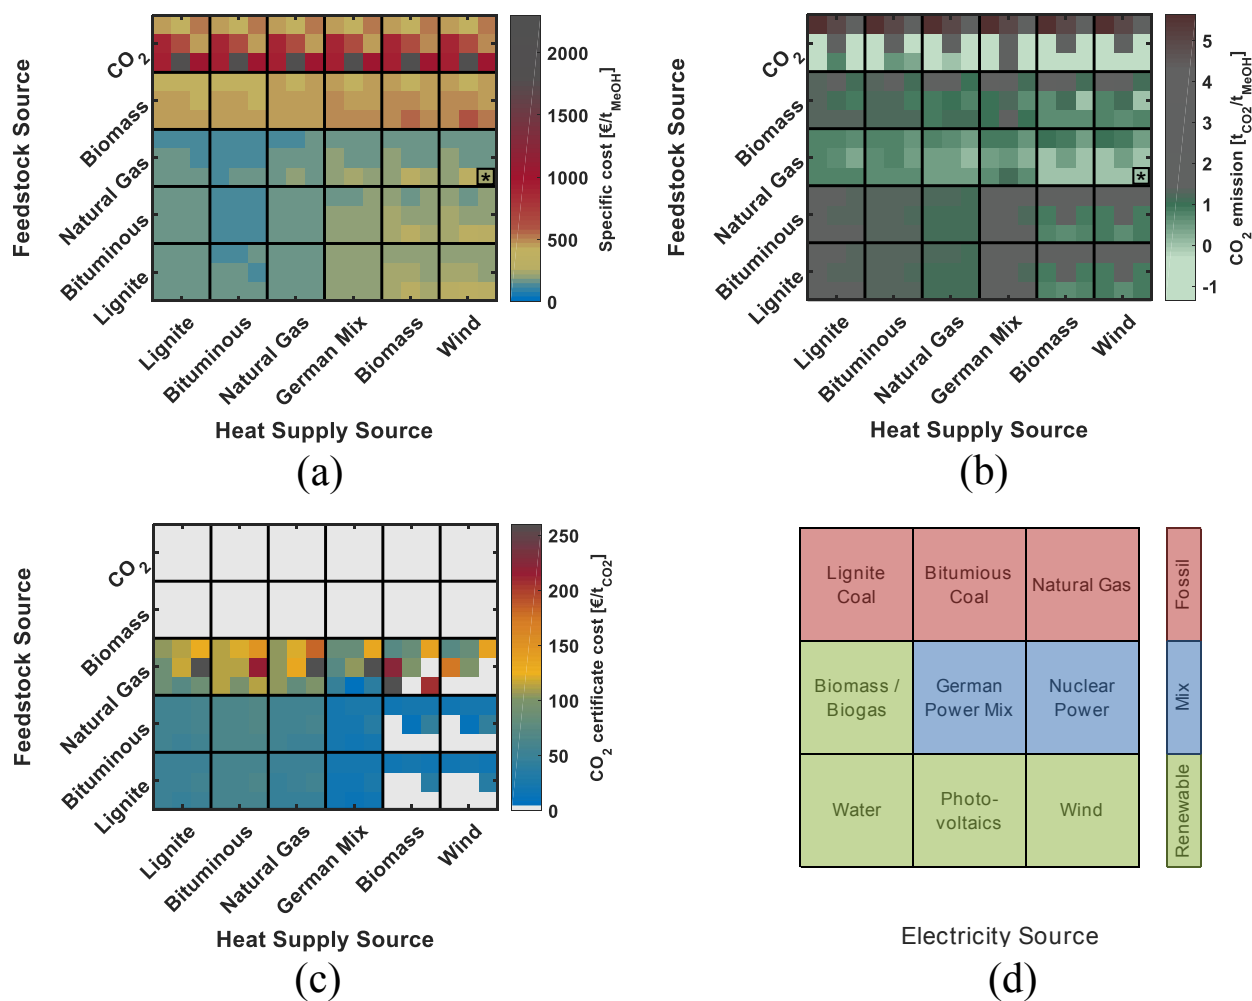 (a)
Feedstock Source
CO2
Biomass
Natural Gas
Bituminous
Lignite
*
Lignite
Bituminous
Natural Gas
German Mix
Biomass
Wind
Heat Supply Source
2000
1500
1000
500
0
Specific cost [€/tMeOH]
(b)
Feedstock Source
CO2
Biomass
Natural Gas
Bituminous
Lignite
*
Lignite
Bituminous
Natural Gas
German Mix
Biomass
Wind
Heat Supply Source
5
4
3
2
1
0
-1
CO2 emission [tCO2/tMeOH]
(c)
Feedstock Source
CO2
Biomass
Natural Gas
Bituminous
Lignite
Lignite
Bituminous
Natural Gas
German Mix
Biomass
Wind
Heat Supply Source
250
200
150
100
50
0
CO2 certificate cost [€/tCO2]
Lignite
Coal
Bitumious
Coal
Natural Gas
Fossil
Biomass /
Biogas
German
Power Mix
Nuclear
Power
Mix
Water
Photo-
voltaics
Wind
Renewable
Electricity Source
(d)